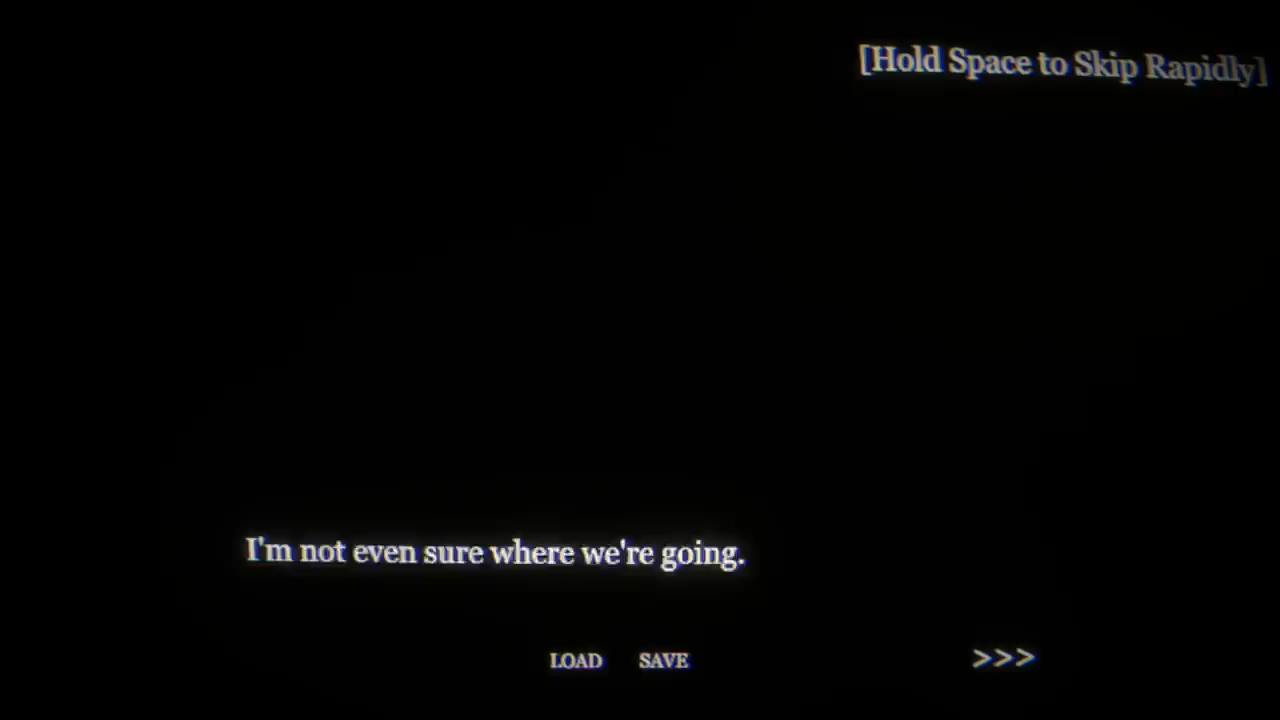 [Hold Space to Skip Rapidly]
I'm not even sure where we're going.
LOAD SAVE >>>